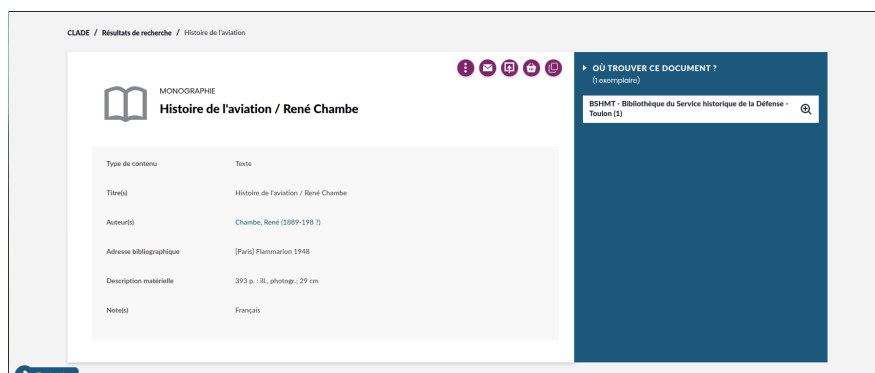 CLADE / Résultats de recherche / Histoire de l'aviation
MONOGRAPHIE
Histoire de l'aviation / René Chambe
Type de contenu Texte
Titre(s) Histoire de l'aviation / René Chambe
Auteur(s) Chambe, René (1889-198 ?)
Adresse bibliographique [Paris] Flammarion 1948
Description matérielle 393 p. : ill., photogr.; 29 cm
Note(s) Français
OÙ TROUVER CE DOCUMENT ?
(1 exemplaire)
BSHMT - Bibliothèque du Service historique de la Défense -
Toulon (1)